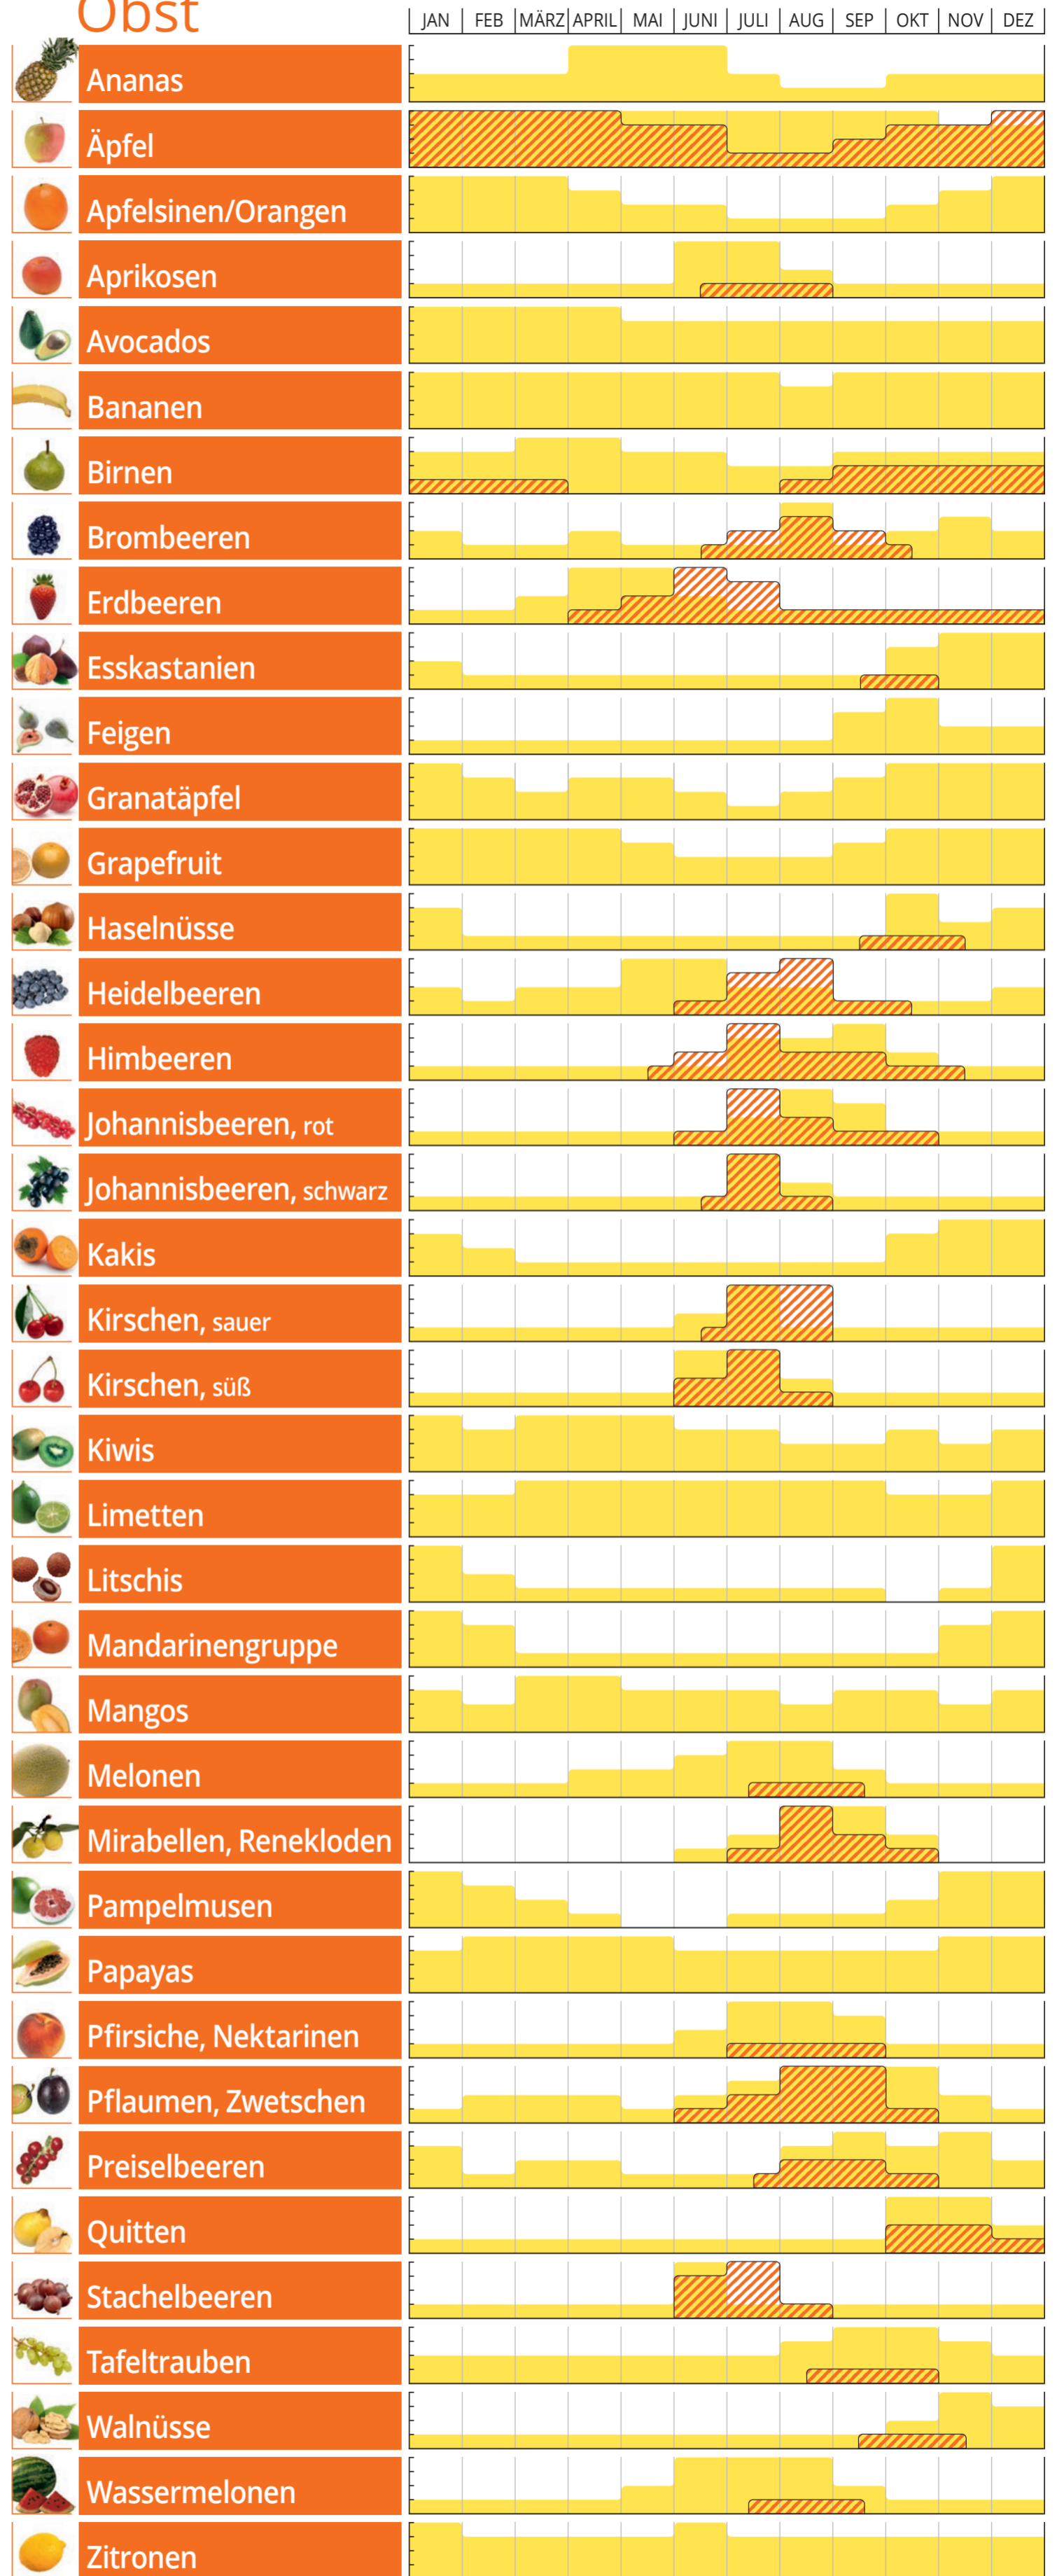 Obst
JAN FEB MÄRZ APRIL MAI JUNI JULI AUG SEP OKT NOV DEZ
Ananas
Äpfel
Apfelsinen/Orangen
Aprikosen
Avocados
Bananen
Birnen
Brombeeren
Erdbeeren
Esskastanien
Feigen
Granatäpfel
Grapefruit
Haselnüsse
Heidelbeeren
Himbeeren
Johannisbeeren, rot
Johannisbeeren, schwarz
Kakis
Kirschen, sauer
Kirschen, süß
Kiwis
Limetten
Litschis
Mandarinengruppe
Mangos
Melonen
Mirabellen, Renekloden
Pampelmusen
Papayas
Pfirsiche, Nektarinen
Pflaumen, Zwetschen
Preiselbeeren
Quitten
Stachelbeeren
Tafeltrauben
Walnüsse
Wassermelonen
Zitronen